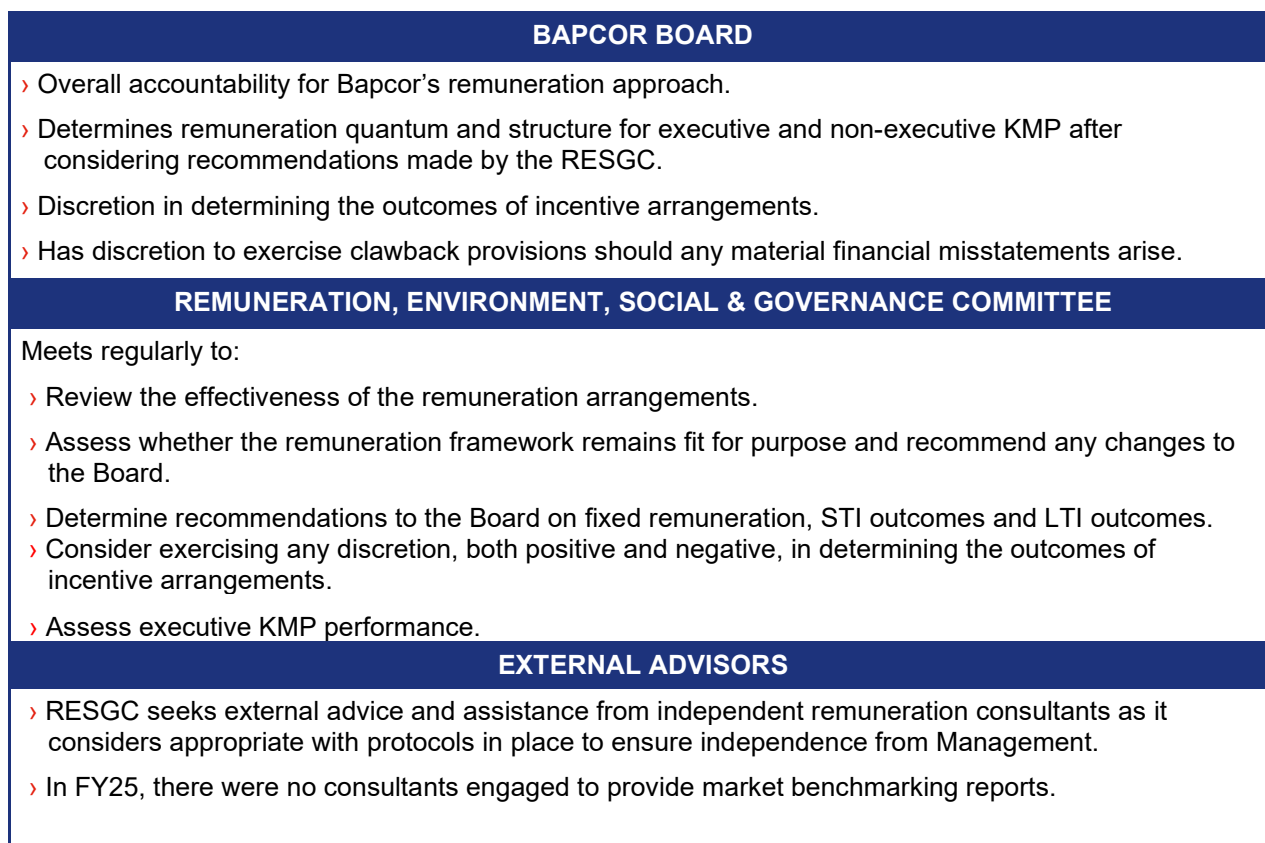 BAPCOR BOARD
› Overall accountability for Bapcor’s remuneration approach.
› Determines remuneration quantum and structure for executive and non-executive KMP after
considering recommendations made by the RESGC.
› Discretion in determining the outcomes of incentive arrangements.
› Has discretion to exercise clawback provisions should any material financial misstatements arise.
REMUNERATION, ENVIRONMENT, SOCIAL & GOVERNANCE COMMITTEE
Meets regularly to:
› Review the effectiveness of the remuneration arrangements.
› Assess whether the remuneration framework remains fit for purpose and recommend any changes to
the Board.
› Determine recommendations to the Board on fixed remuneration, STI outcomes and LTI outcomes.
› Consider exercising any discretion, both positive and negative, in determining the outcomes of
incentive arrangements.
› Assess executive KMP performance.
EXTERNAL ADVISORS
› RESGC seeks external advice and assistance from independent remuneration consultants as it
considers appropriate with protocols in place to ensure independence from Management.
› In FY25, there were no consultants engaged to provide market benchmarking reports.